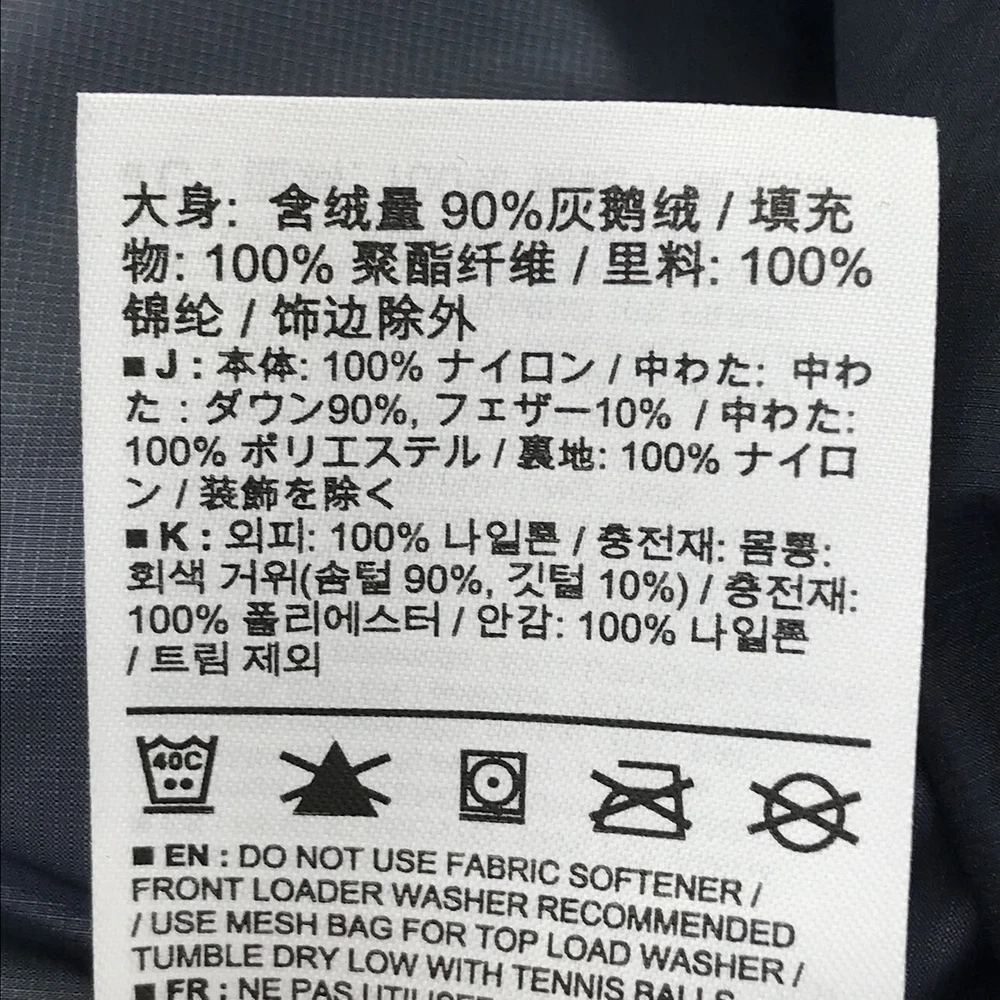 大身: 含绒量 90%灰鹅绒 / 填充
物: 100% 聚酯纤维 / 里料: 100%
锦纶 / 饰边除外
■ J : 本体: 100% ナイロン / 中わた: 中わ
た : ダウン90%, フェザー10% / 中わた:
100% ポリエステル / 裏地: 100% ナイロ
ン / 装飾を除く
■ K : 외피: 100% 나일론 / 충전재: 몸통:
회색 거위(솜털 90%, 깃털 10%) / 충전재:
100% 폴리에스터 / 안감: 100% 나일론
/ 트림 제외
40C
■ EN : DO NOT USE FABRIC SOFTENER /
FRONT LOADER WASHER RECOMMENDED
/ USE MESH BAG FOR TOP LOAD WASHER /
TUMBLE DRY LOW WITH TENNIS BALLS
■ FR : NE PAS UTILISER